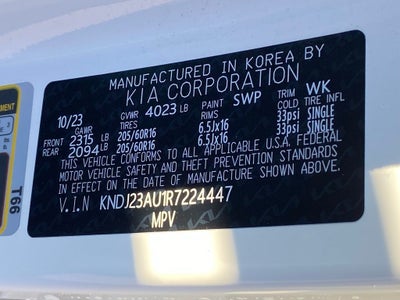 MANUFACTURED IN KOREA BY
KIA CORPORATION
10/23 GVWR 4023 LB PAINT SWP TRIM WK
GAWR TIRES RIMS COLD TIRE INFL
FRONT 2315 LB 205/60R16 6.5Jx16 33psi SINGLE
REAR 2094 LB 205/60R16 6.5Jx16 33psi SINGLE
THIS VEHICLE CONFORMS TO ALL APPLICABLE U.S.A. FEDERAL
MOTOR VEHICLE SAFETY AND THEFT PREVENTION STANDARDS
IN EFFECT ON THE DATE OF MANUFACTURE SHOWN ABOVE.
V.I.N KNDJ23AU1R7224447
MPV
T66